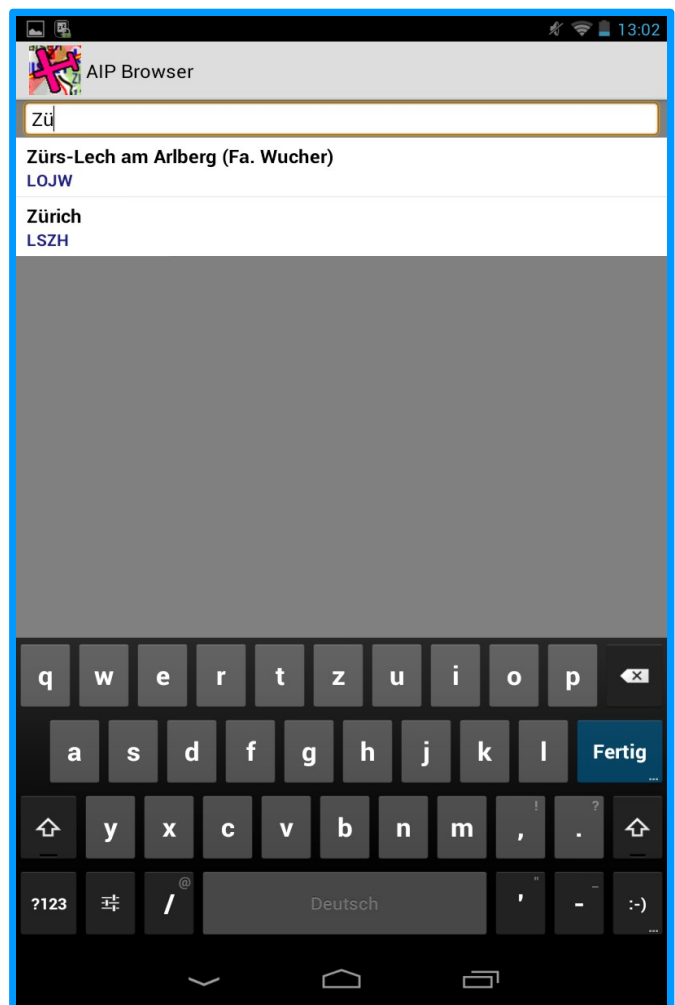 13:02
AIP Browser
Zü
Zürs-Lech am Arlberg (Fa. Wucher)
LOJW
Zürich
LSZH
q w e r t z u i o p
a s d f g h j k l Fertig
...
! ?
y x c v b n m , .
@ " _
?123 / Deutsch ' - :-)
...